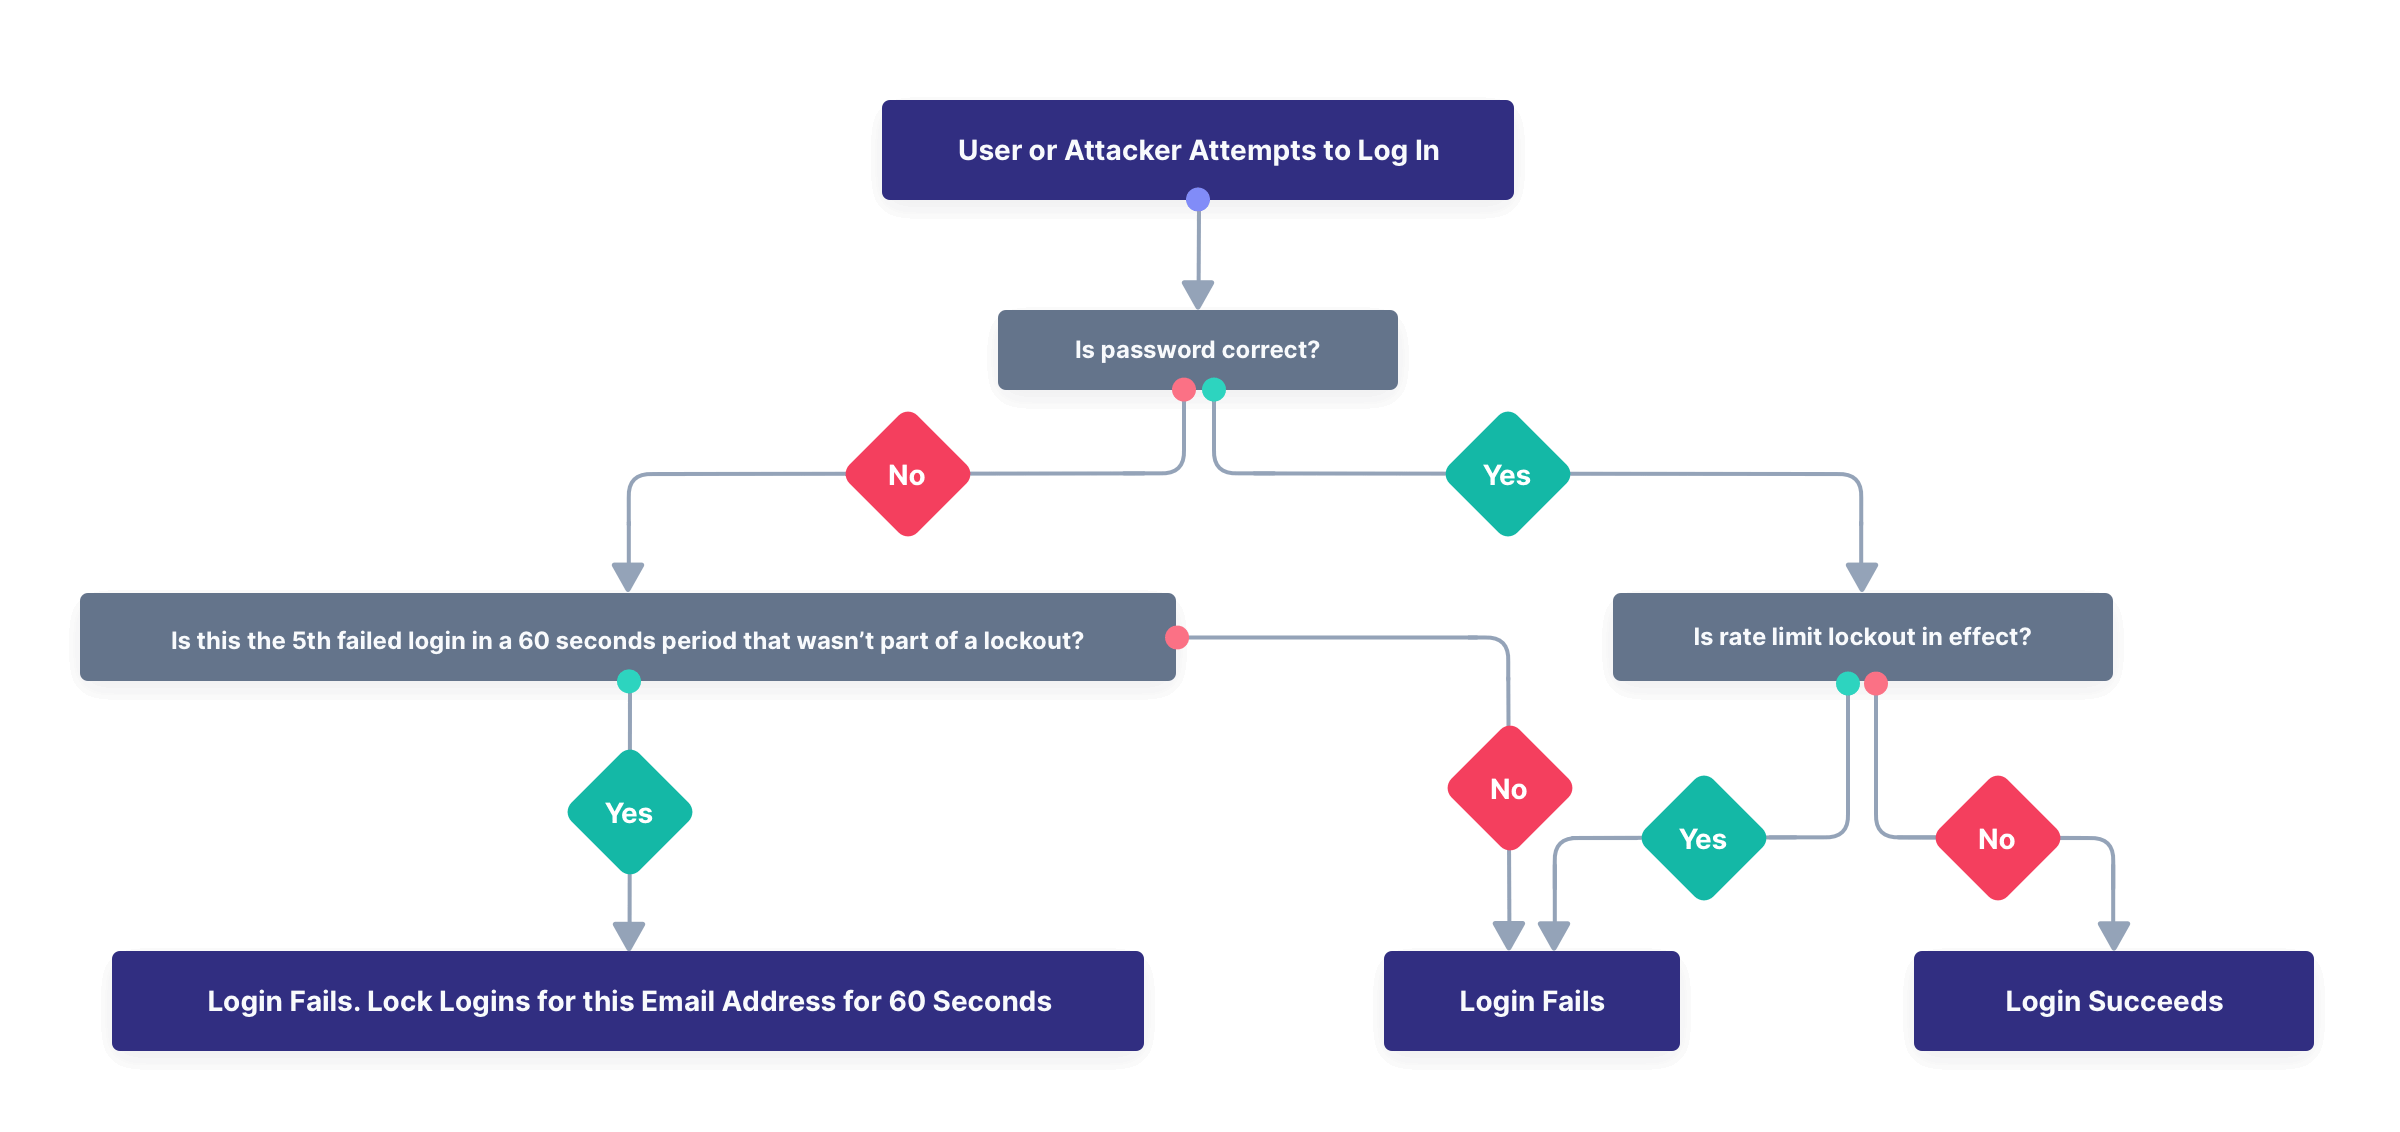 User or Attacker Attempts to Log In
Is password correct?
No
Yes
Is this the 5th failed login in a 60 seconds period that wasn’t part of a lockout?
Is rate limit lockout in effect?
No
Yes
Yes
No
Login Fails. Lock Logins for this Email Address for 60 Seconds
Login Fails
Login Succeeds